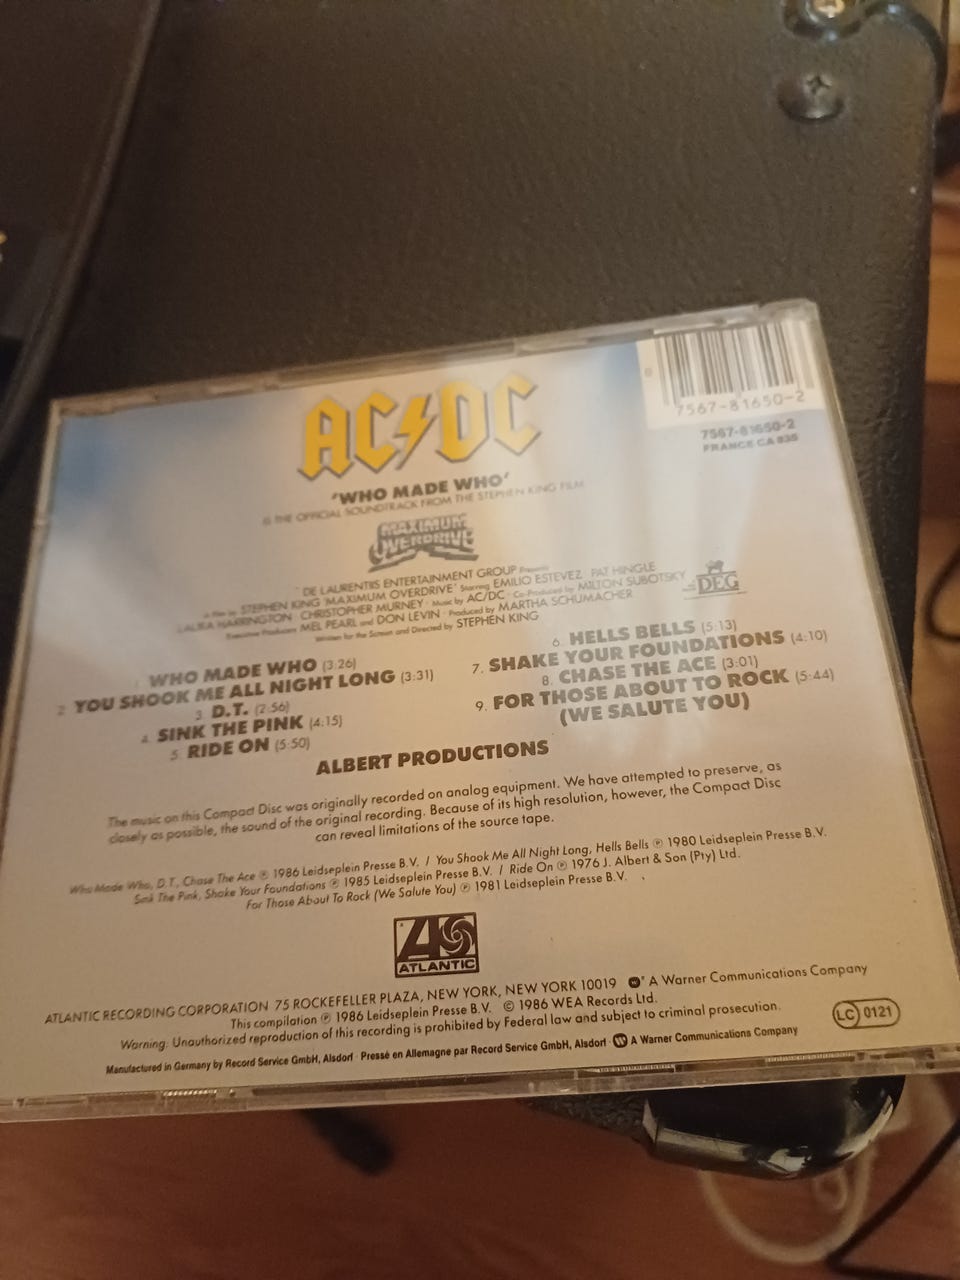 7567-81650-2
7567-81650-2
FRANCE CA 835
AC/DC
'WHO MADE WHO'
IS THE OFFICIAL SOUNDTRACK FROM THE STEPHEN KING FILM
MAXIMUM
OVERDRIVE
DE LAURENTIIS ENTERTAINMENT GROUP Presents
a film by STEPHEN KING 'MAXIMUM OVERDRIVE' Starring EMILIO ESTEVEZ · PAT HINGLE
LAURA HARRINGTON · CHRISTOPHER MURNEY · Music by AC/DC · Co-Produced by MILTON SUBOTSKY
Executive Producers MEL PEARL and DON LEVIN · Produced by MARTHA SCHUMACHER
Written for the Screen and Directed by STEPHEN KING
DEG
1. WHO MADE WHO (3:26)
2. YOU SHOOK ME ALL NIGHT LONG (3:31)
3. D.T. (2:56)
4. SINK THE PINK (4:15)
5. RIDE ON (5:50)
6. HELLS BELLS (5:13)
7. SHAKE YOUR FOUNDATIONS (4:10)
8. CHASE THE ACE (3:01)
9. FOR THOSE ABOUT TO ROCK (5:44)
(WE SALUTE YOU)
ALBERT PRODUCTIONS
The music on this Compact Disc was originally recorded on analog equipment. We have attempted to preserve, as
closely as possible, the sound of the original recording. Because of its high resolution, however, the Compact Disc
can reveal limitations of the source tape.
Who Made Who, D.T., Chase The Ace ℗ 1986 Leidseplein Presse B.V. / You Shook Me All Night Long, Hells Bells ℗ 1980 Leidseplein Presse B.V.
Sink The Pink, Shake Your Foundations ℗ 1985 Leidseplein Presse B.V. / Ride On ℗ 1976 J. Albert & Son (Pty) Ltd.
For Those About To Rock (We Salute You) ℗ 1981 Leidseplein Presse B.V.
ATLANTIC
ATLANTIC RECORDING CORPORATION 75 ROCKEFELLER PLAZA, NEW YORK, NEW YORK 10019 A Warner Communications Company
This compilation ℗ 1986 Leidseplein Presse B.V. © 1986 WEA Records Ltd.
Warning: Unauthorized reproduction of this recording is prohibited by Federal law and subject to criminal prosecution.
Manufactured in Germany by Record Service GmbH, Alsdorf · Pressé en Allemagne par Record Service GmbH, Alsdorf · A Warner Communications Company
LC 0121